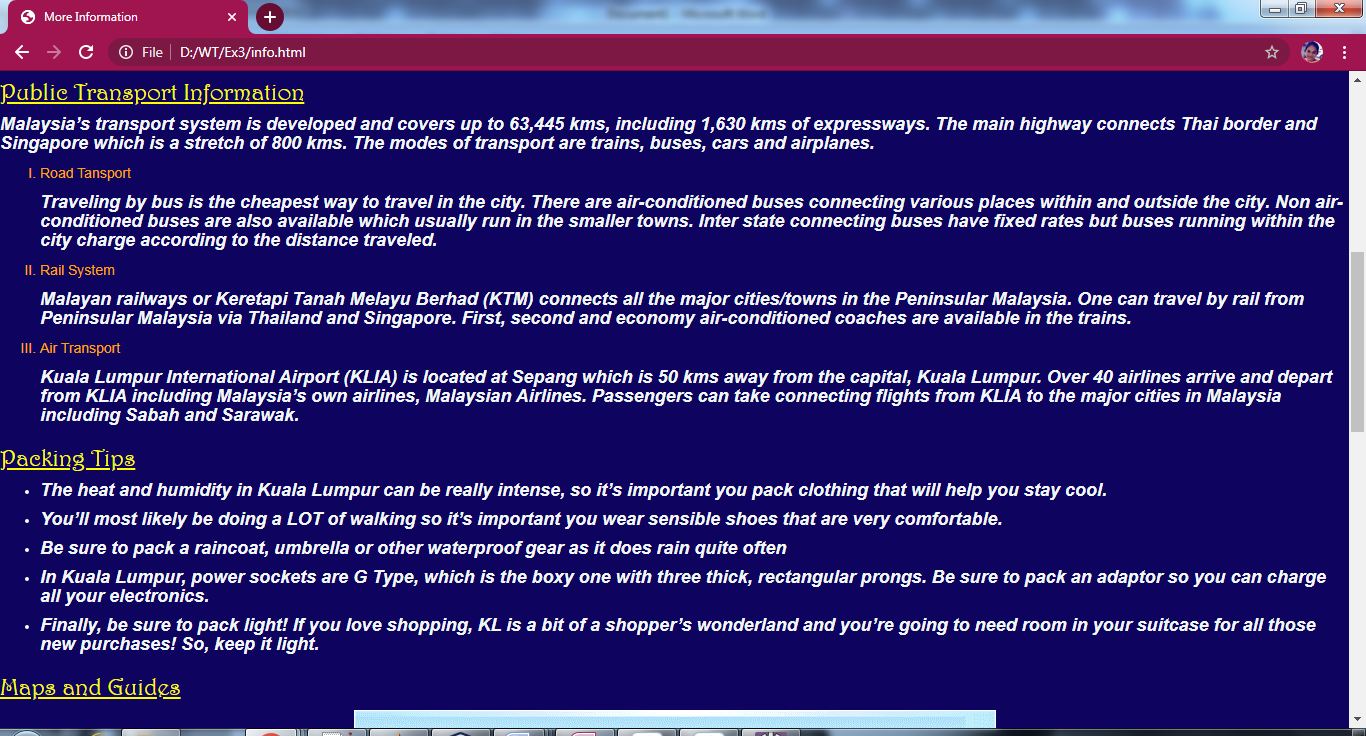 More Information
File D:/WT/Ex3/info.html
Public Transport Information
Malaysia’s transport system is developed and covers up to 63,445 kms, including 1,630 kms of expressways. The main highway connects Thai border and
Singapore which is a stretch of 800 kms. The modes of transport are trains, buses, cars and airplanes.
I. Road Tansport
Traveling by bus is the cheapest way to travel in the city. There are air-conditioned buses connecting various places within and outside the city. Non air-
conditioned buses are also available which usually run in the smaller towns. Inter state connecting buses have fixed rates but buses running within the
city charge according to the distance traveled.
II. Rail System
Malayan railways or Keretapi Tanah Melayu Berhad (KTM) connects all the major cities/towns in the Peninsular Malaysia. One can travel by rail from
Peninsular Malaysia via Thailand and Singapore. First, second and economy air-conditioned coaches are available in the trains.
III. Air Transport
Kuala Lumpur International Airport (KLIA) is located at Sepang which is 50 kms away from the capital, Kuala Lumpur. Over 40 airlines arrive and depart
from KLIA including Malaysia’s own airlines, Malaysian Airlines. Passengers can take connecting flights from KLIA to the major cities in Malaysia
including Sabah and Sarawak.
Packing Tips
• The heat and humidity in Kuala Lumpur can be really intense, so it’s important you pack clothing that will help you stay cool.
• You’ll most likely be doing a LOT of walking so it’s important you wear sensible shoes that are very comfortable.
• Be sure to pack a raincoat, umbrella or other waterproof gear as it does rain quite often
• In Kuala Lumpur, power sockets are G Type, which is the boxy one with three thick, rectangular prongs. Be sure to pack an adaptor so you can charge
all your electronics.
• Finally, be sure to pack light! If you love shopping, KL is a bit of a shopper’s wonderland and you’re going to need room in your suitcase for all those
new purchases! So, keep it light.
Maps and Guides